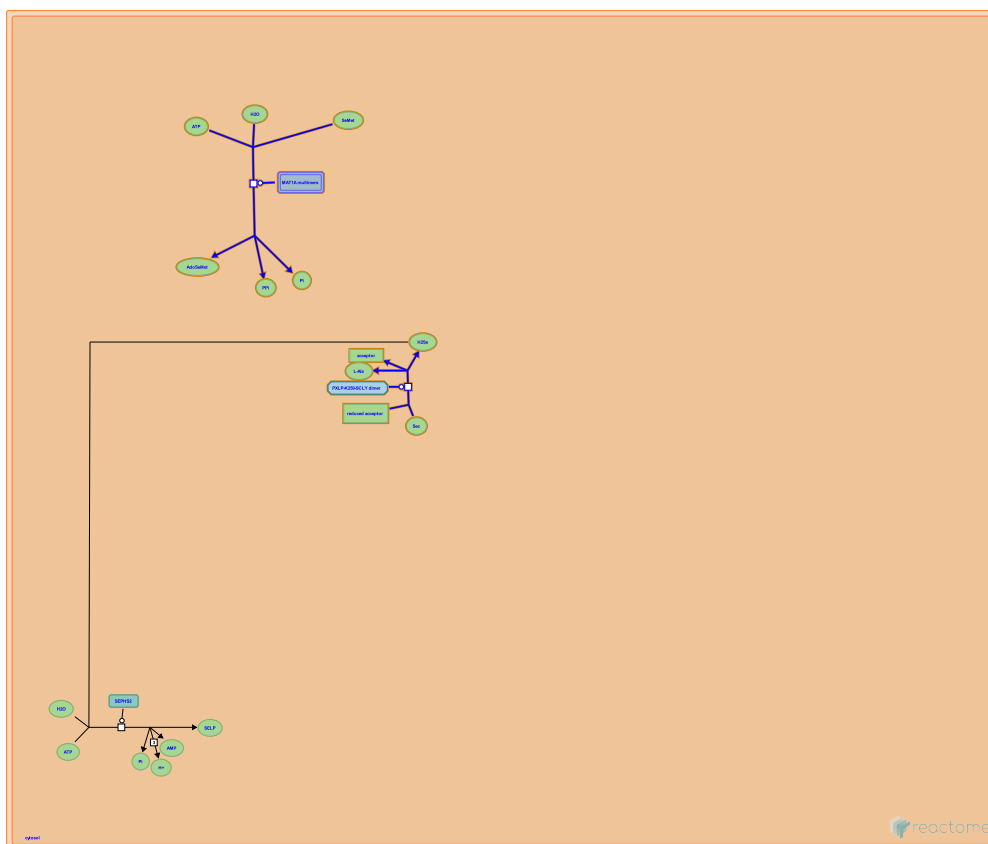 H2O
ATP
SeMet
MAT1A multimers
AdoSeMet
PPi
Pi
H2Se
acceptor
L-Ala
PXLP-K259-SCLY dimer
reduced acceptor
Sec
SEPHS2
H2O
SELP
ATP
AMP
Pi
H+
cytosol
reactome